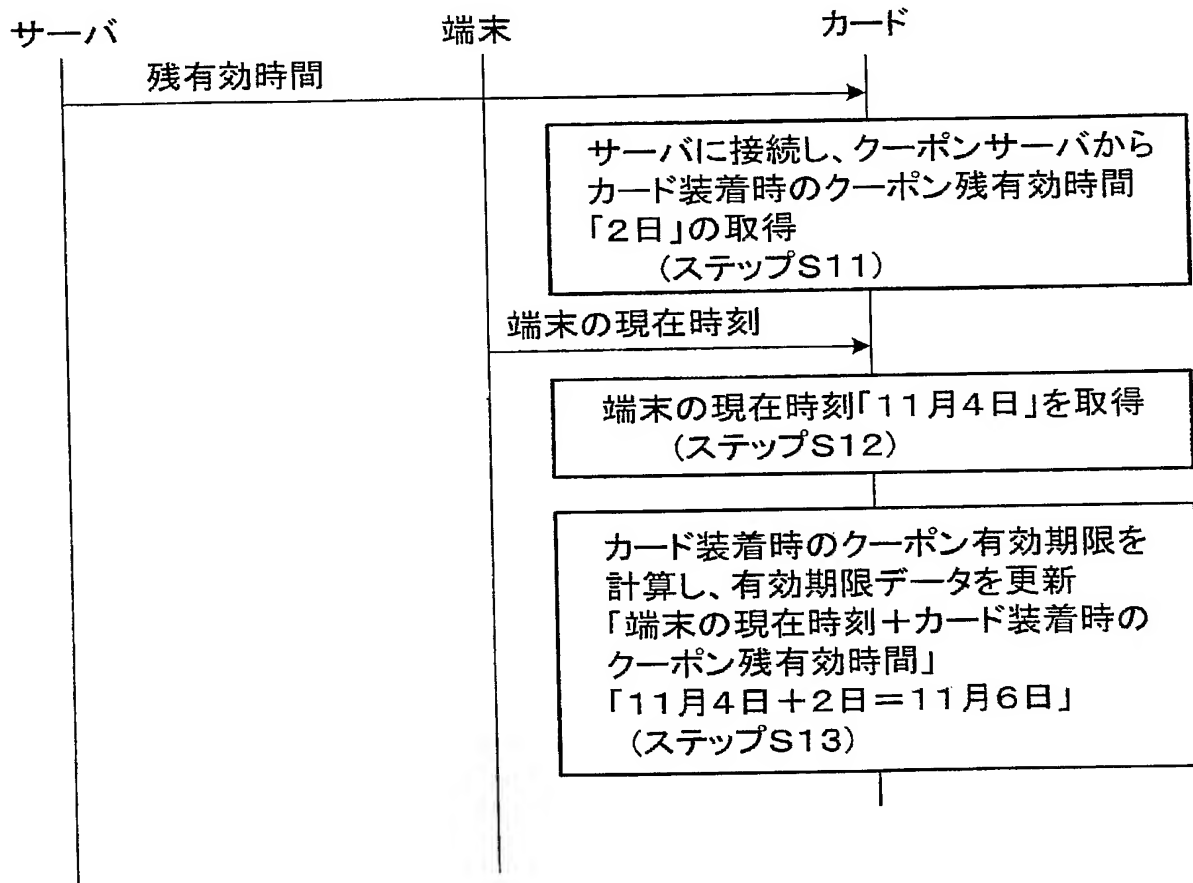 サーバ
端末
カード
残有効時間
サーバに接続し、クーポンサーバから
カード装着時のクーポン残有効時間
「2日」の取得
(ステップS11)
端末の現在時刻
端末の現在時刻「11月4日」を取得
(ステップS12)
カード装着時のクーポン有効期限を
計算し、有効期限データを更新
「端末の現在時刻+カード装着時の
クーポン残有効時間」
「11月4日+2日=11月6日」
(ステップS13)